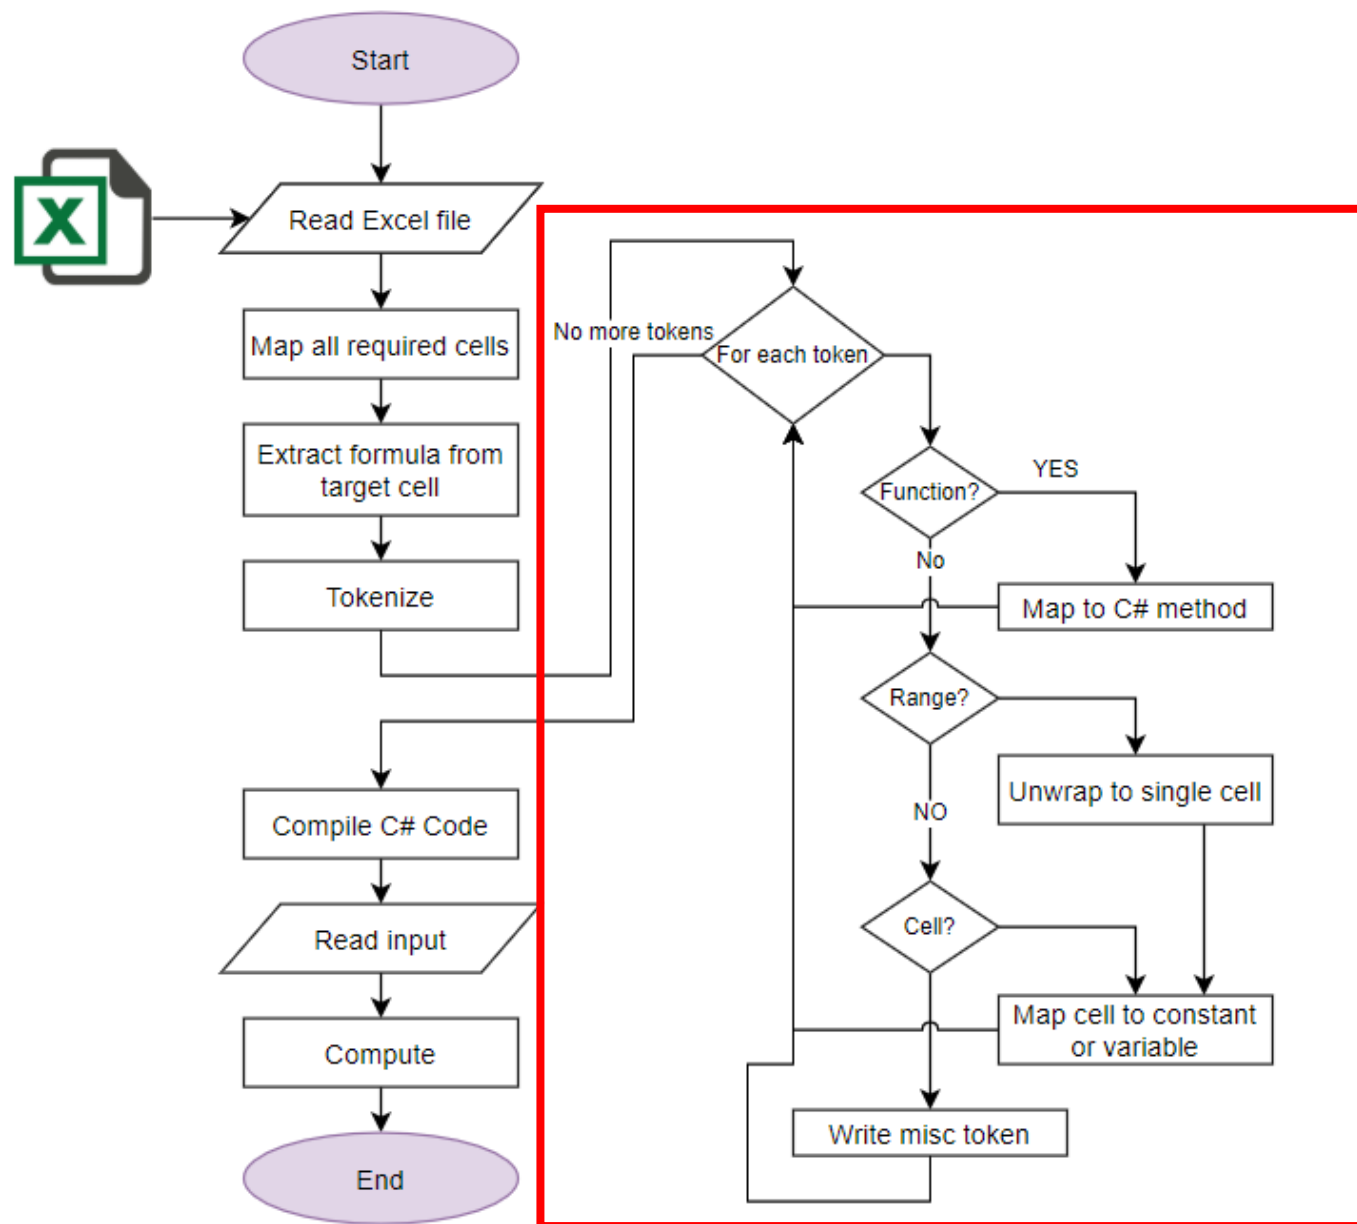 Start
X
Read Excel file
Map all required cells
Extract formula from
target cell
Tokenize
No more tokens
For each token
Function?
YES
No
Map to C# method
Range?
Unwrap to single cell
NO
Cell?
Map cell to constant
or variable
Write misc token
Compile C# Code
Read input
Compute
End